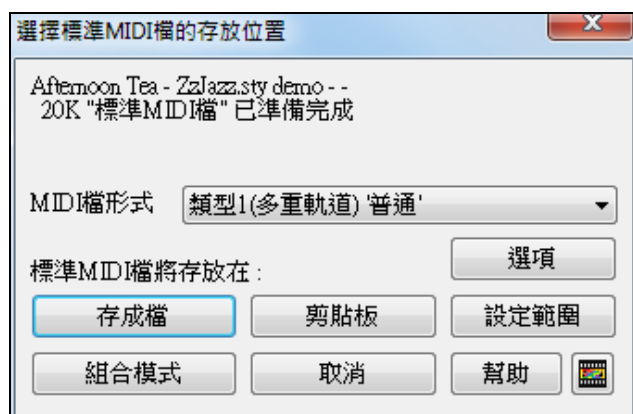 選擇標準MIDI檔的存放位置
Afternoon Tea - ZzJazz.sty demo - -
20K "標準MIDI檔" 已準備完成
MIDI檔形式 類型1(多重軌道) '普通'
選項
標準MIDI檔將存放在 :
存成檔 剪貼板 設定範圍
組合模式 取消 幫助